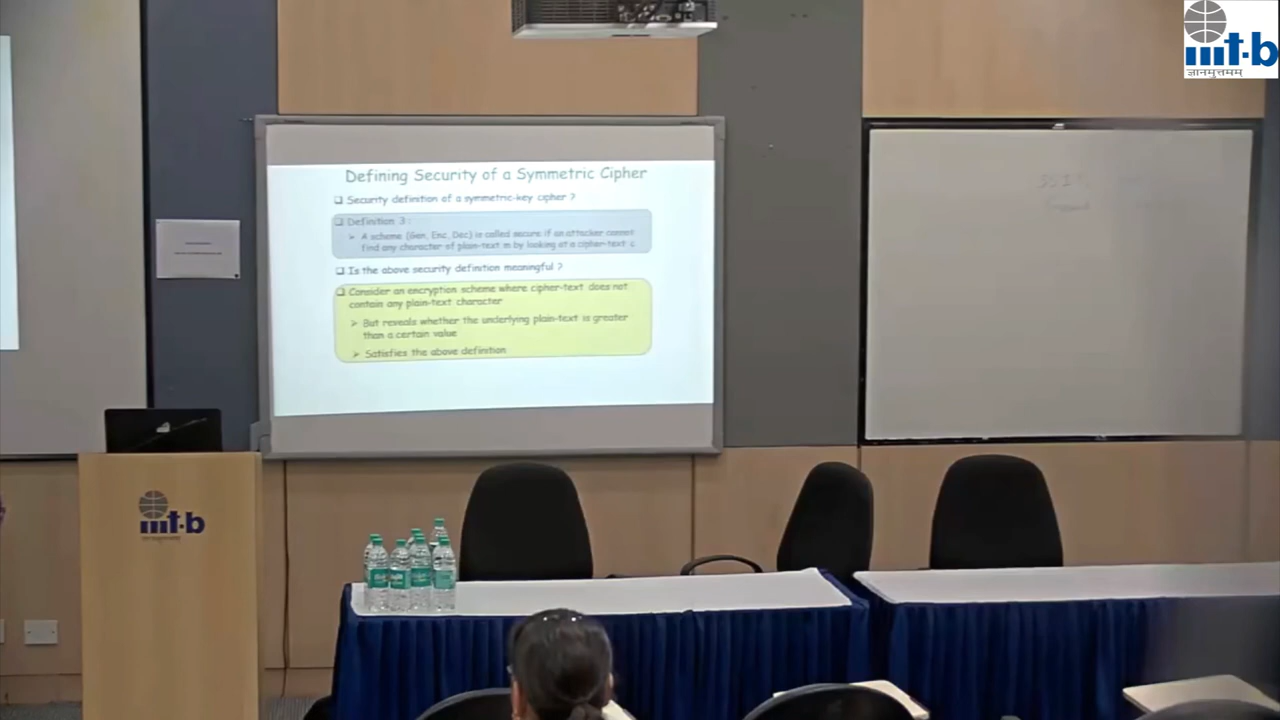 iiit-b
ज्ञानमुत्तमम्
Defining Security of a Symmetric Cipher
❑ Security definition of a symmetric-key cipher ?
❑ Definition 3 :
➢ A scheme (Gen, Enc, Dec) is called secure if an attacker cannot
find any character of plain-text m by looking at a cipher-text c
❑ Is the above security definition meaningful ?
❑ Consider an encryption scheme where cipher-text does not
contain any plain-text character
➢ But reveals whether the underlying plain-text is greater
than a certain value
➢ Satisfies the above definition
iiit-b